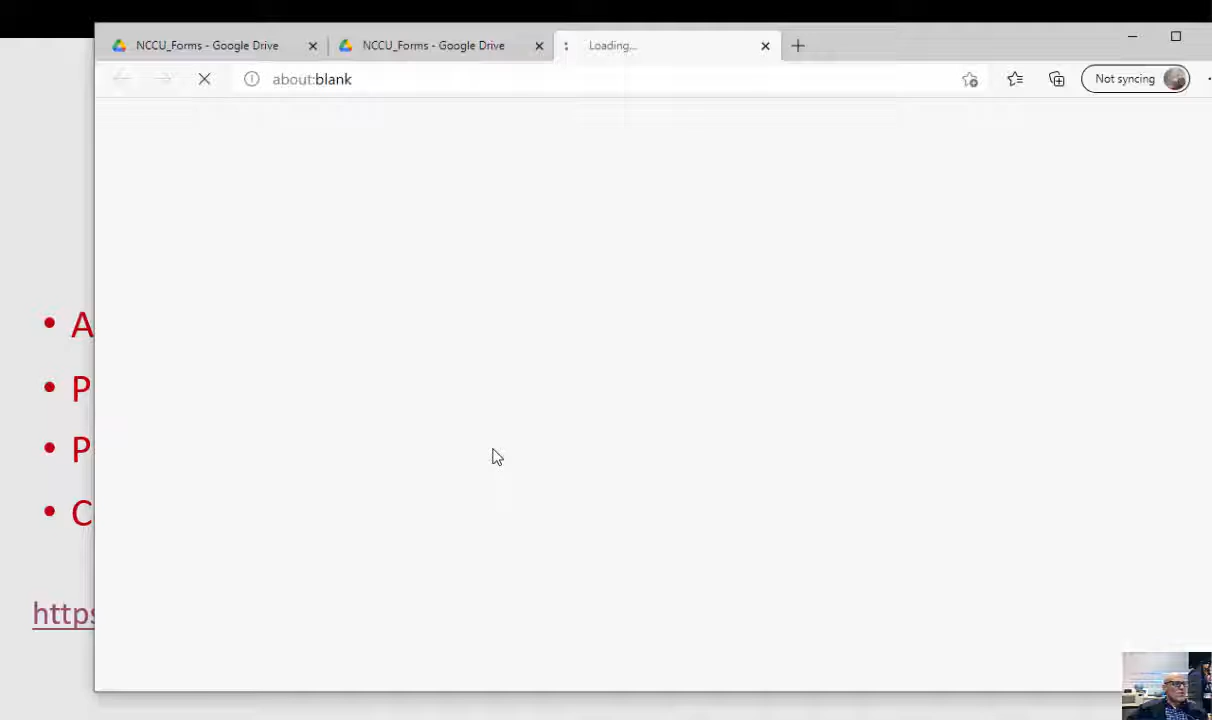 NCCU_Forms - Google Drive
NCCU_Forms - Google Drive
Loading...
about:blank
Not syncing
• A
• P
• P
• C
https